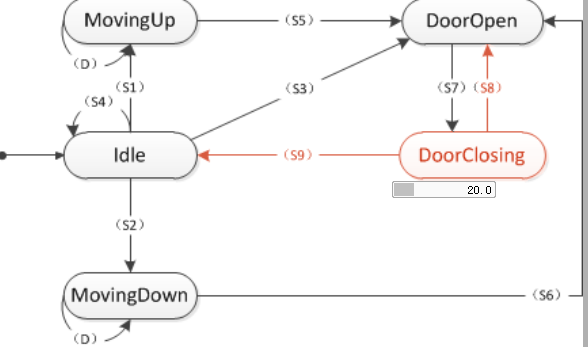 MovingUp
(S5)
DoorOpen
(D)
(S1)
(S3)
(S7)
(S8)
(S4)
Idle
(S9)
DoorClosing
20.0
(S2)
MovingDown
(S6)
(D)